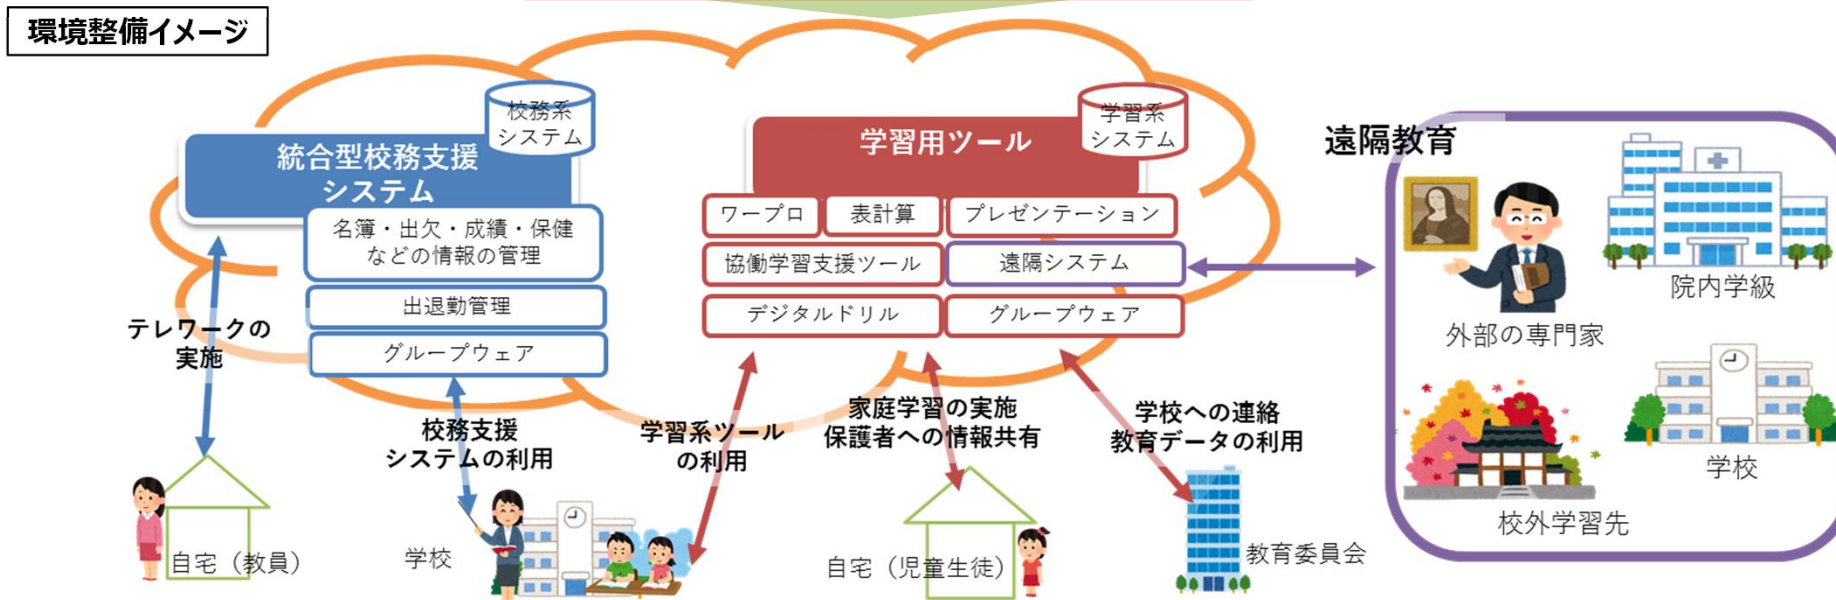 環境整備イメージ
校務系
システム
統合型校務支援
システム
名簿・出欠・成績・保健
などの情報の管理
出退勤管理
グループウェア
学習系
システム
学習用ツール
ワープロ
表計算
プレゼンテーション
協働学習支援ツール
遠隔システム
デジタルドリル
グループウェア
テレワークの
実施
校務支援
システムの利用
学習系ツール
の利用
家庭学習の実施
保護者への情報共有
学校への連絡
教育データの利用
自宅（教員）
学校
自宅（児童生徒）
教育委員会
遠隔教育
外部の専門家
院内学級
学校
校外学習先